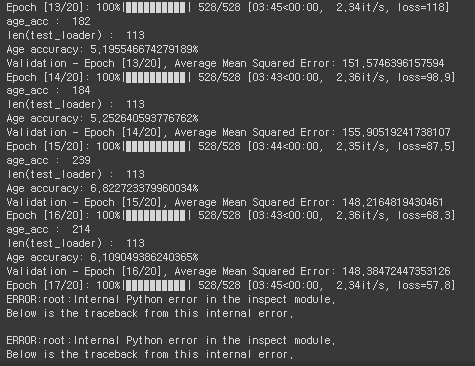 Epoch [13/20]: 100%|██████████| 528/528 [03:45<00:00,  2.34it/s, loss=118]
age_acc :  182
len(test_loader) :  113
Age accuracy: 5.195546674279189%
Validation - Epoch [13/20], Average Mean Squared Error: 151.5746396157594
Epoch [14/20]: 100%|██████████| 528/528 [03:43<00:00,  2.36it/s, loss=98.9]
age_acc :  184
len(test_loader) :  113
Age accuracy: 5.252640593776762%
Validation - Epoch [14/20], Average Mean Squared Error: 155.90519241738107
Epoch [15/20]: 100%|██████████| 528/528 [03:44<00:00,  2.35it/s, loss=87.5]
age_acc :  239
len(test_loader) :  113
Age accuracy: 6.822723379960034%
Validation - Epoch [15/20], Average Mean Squared Error: 148.2164819430461
Epoch [16/20]: 100%|██████████| 528/528 [03:43<00:00,  2.36it/s, loss=68.3]
age_acc :  214
len(test_loader) :  113
Age accuracy: 6.109049386240365%
Validation - Epoch [16/20], Average Mean Squared Error: 148.38472447353126
Epoch [17/20]: 100%|██████████| 528/528 [03:45<00:00,  2.34it/s, loss=57.8]
ERROR:root:Internal Python error in the inspect module.
Below is the traceback from this internal error.

ERROR:root:Internal Python error in the inspect module.
Below is the traceback from this internal error.